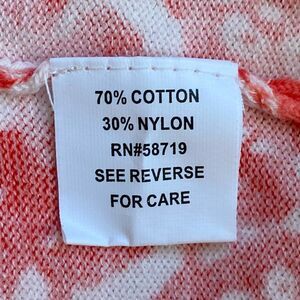 70% COTTON
30% NYLON
RN#58719
SEE REVERSE
FOR CARE